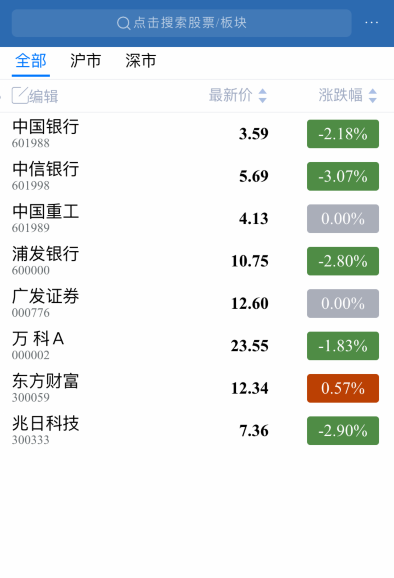 点击搜索股票/板块 ···
全部 沪市 深市
编辑 最新价 涨跌幅
中国银行
601988 3.59 -2.18%
中信银行
601998 5.69 -3.07%
中国重工
601989 4.13 0.00%
浦发银行
600000 10.75 -2.80%
广发证券
000776 12.60 0.00%
万 科A
000002 23.55 -1.83%
东方财富
300059 12.34 0.57%
兆日科技
300333 7.36 -2.90%